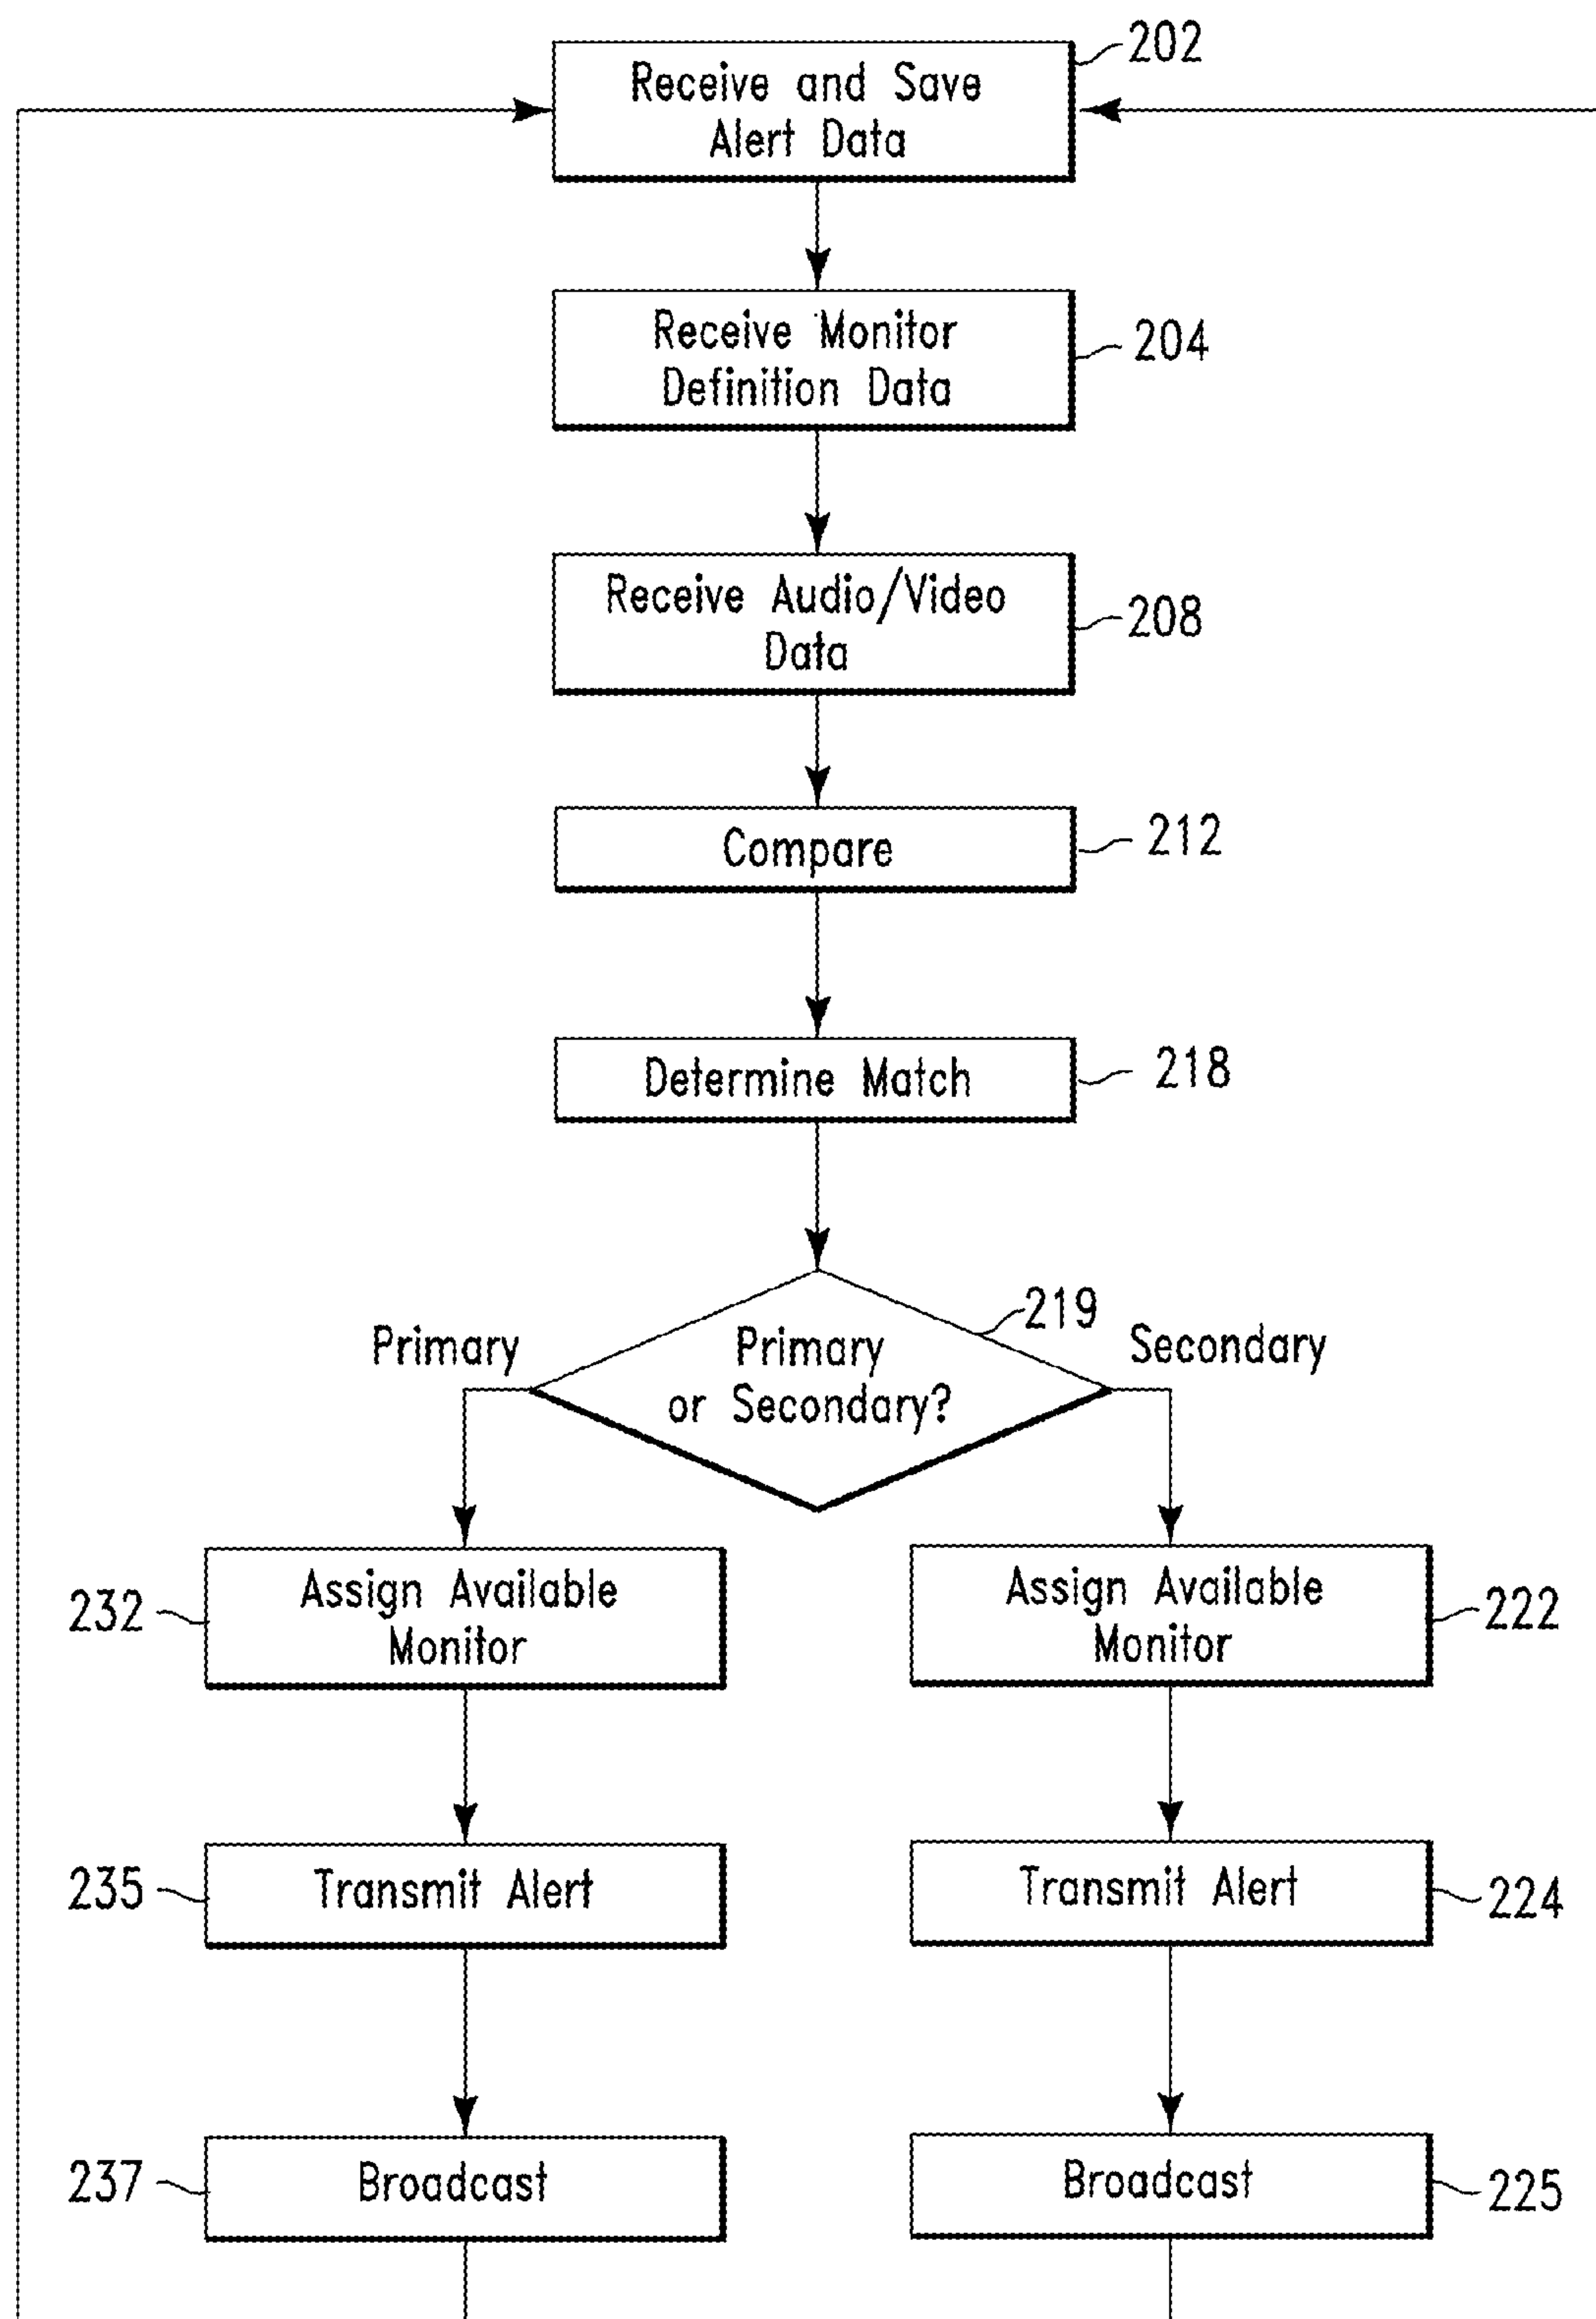 202
Receive and Save
Alert Data
Receive Monitor
Definition Data
204
Receive Audio/Video
Data
208
Compare
212
Determine Match
218
219
Primary
Primary
or Secondary?
Secondary
232
Assign Available
Monitor
Assign Available
Monitor
222
235
Transmit Alert
Transmit Alert
224
237
Broadcast
Broadcast
225